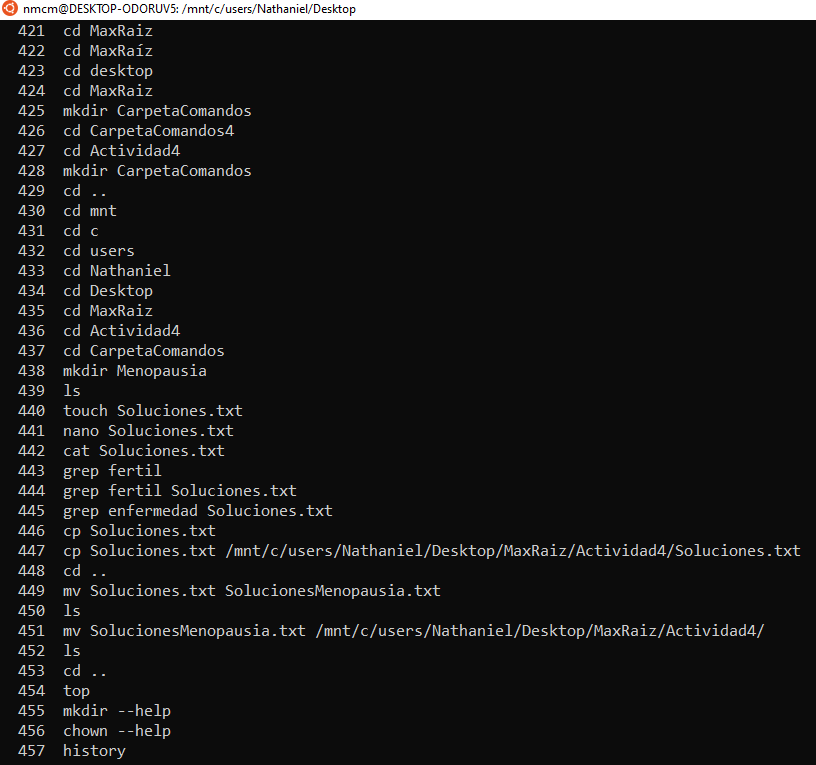 nmcm@DESKTOP-ODORUV5: /mnt/c/users/Nathaniel/Desktop
421 cd MaxRaiz
422 cd MaxRaíz
423 cd desktop
424 cd MaxRaiz
425 mkdir CarpetaComandos
426 cd CarpetaComandos4
427 cd Actividad4
428 mkdir CarpetaComandos
429 cd ..
430 cd mnt
431 cd c
432 cd users
433 cd Nathaniel
434 cd Desktop
435 cd MaxRaiz
436 cd Actividad4
437 cd CarpetaComandos
438 mkdir Menopausia
439 ls
440 touch Soluciones.txt
441 nano Soluciones.txt
442 cat Soluciones.txt
443 grep fertil
444 grep fertil Soluciones.txt
445 grep enfermedad Soluciones.txt
446 cp Soluciones.txt
447 cp Soluciones.txt /mnt/c/users/Nathaniel/Desktop/MaxRaiz/Actividad4/Soluciones.txt
448 cd ..
449 mv Soluciones.txt SolucionesMenopausia.txt
450 ls
451 mv SolucionesMenopausia.txt /mnt/c/users/Nathaniel/Desktop/MaxRaiz/Actividad4/
452 ls
453 cd ..
454 top
455 mkdir --help
456 chown --help
457 history